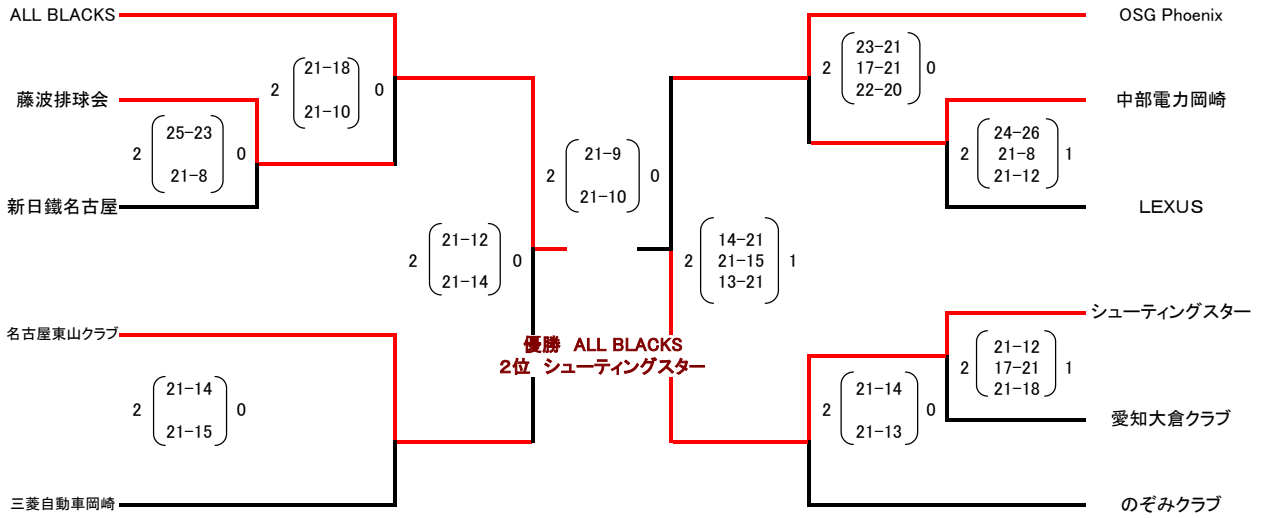 ALL BLACKS
OSG Phoenix
21-18
2 0
21-10
23-21
2 17-21 0
22-20
藤波排球会
中部電力岡崎
25-23
2 0
21-8
24-26
2 21-8 1
21-12
21-9
2 0
21-10
新日鐵名古屋
LEXUS
21-12
2 0
21-14
14-21
2 21-15 1
13-21
名古屋東山クラブ
シューティングスター
優勝 ALL BLACKS
2位 シューティングスター
21-12
2 17-21 1
21-18
21-14
2 0
21-15
21-14
2 0
21-13
愛知大倉クラブ
三菱自動車岡崎
のぞみクラブ